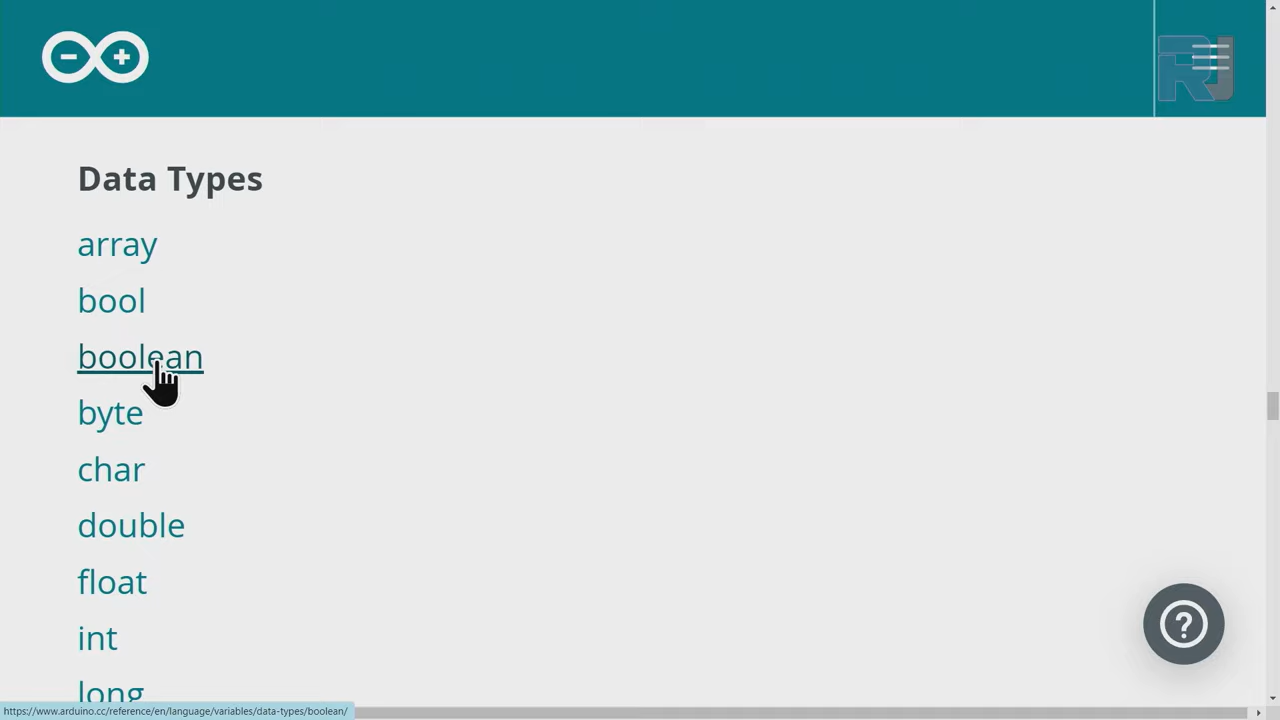 RJ
Data Types
array
bool
boolean
byte
char
double
float
int
long
?
https://www.arduino.cc/reference/en/language/variables/data-types/boolean/